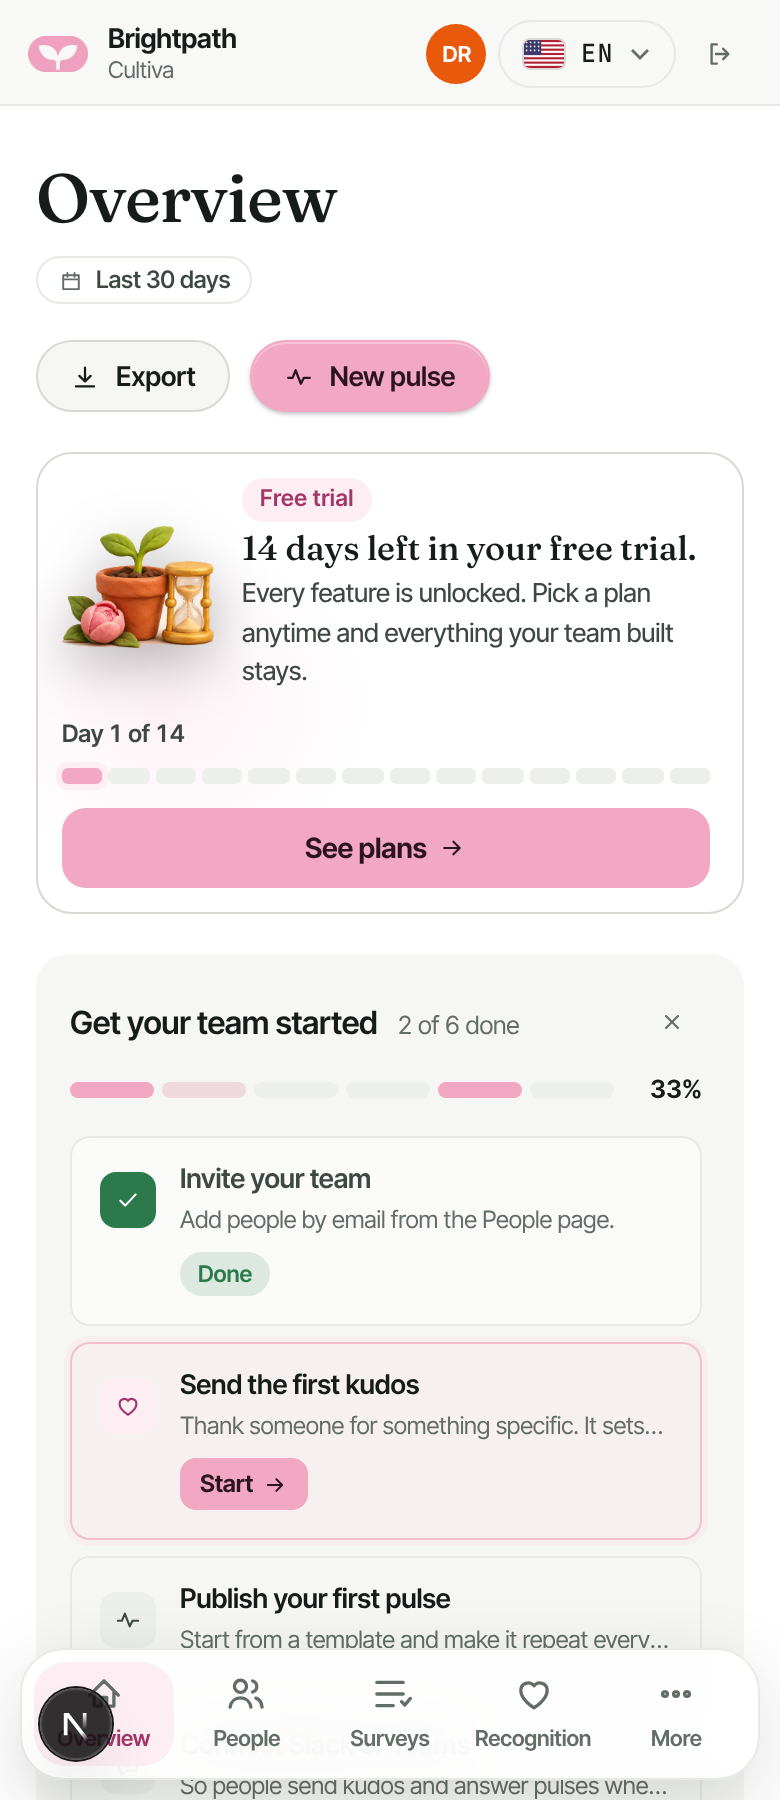 Brightpath
Cultiva
DR
EN
Overview
Last 30 days
Export
New pulse
Free trial
14 days left in your free trial.
Every feature is unlocked. Pick a plan
anytime and everything your team built
stays.
Day 1 of 14
See plans →
Get your team started 2 of 6 done
33%
Invite your team
Add people by email from the People page.
Done
Send the first kudos
Thank someone for something specific. It sets…
Start →
Publish your first pulse
Start from a template and make it repeat every…
N
Overview
People
Surveys
Recognition
More
So people send kudos and answer pulses whe…